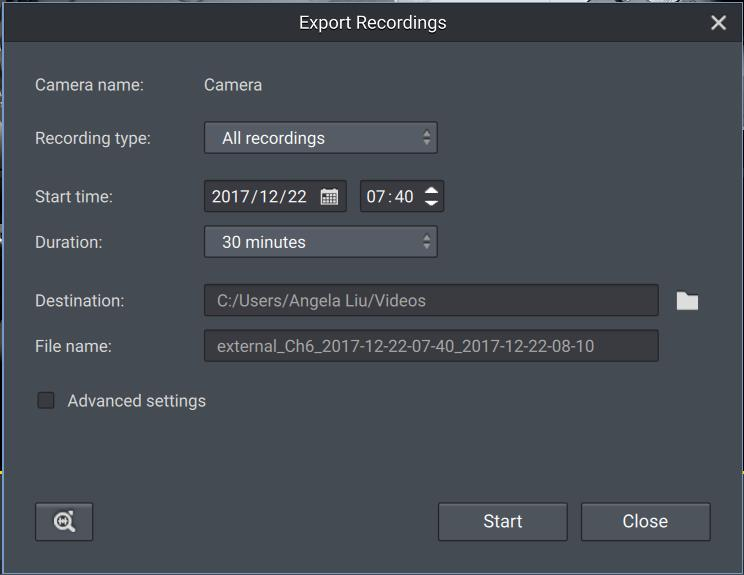 Export Recordings
Camera name: Camera
Recording type: All recordings
Start time: 2017/12/22 07:40
Duration: 30 minutes
Destination: C:/Users/Angela Liu/Videos
File name: external_Ch6_2017-12-22-07-40_2017-12-22-08-10
Advanced settings
Start Close